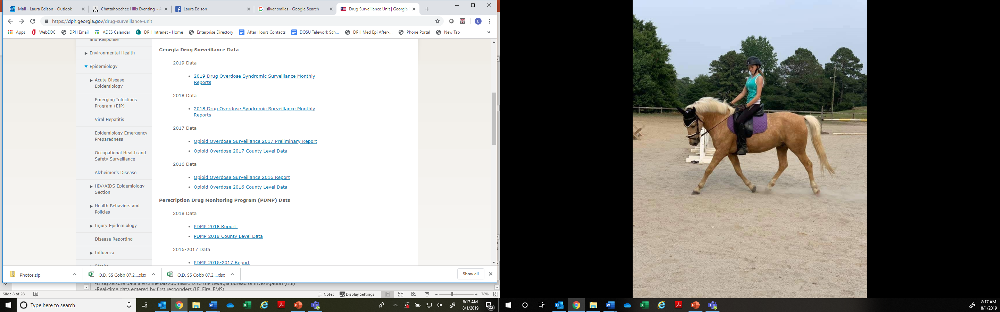 Mail - Laura Edison - Outlook
Chattahoochee Hills Eventing » A
Laura Edison
silver smiles - Google Search
Drug Surveillance Unit | Georgia
https://dph.georgia.gov/drug-surveillance-unit
L
Apps WebEOC DPH Email ADES Calendar DPH Intranet - Home Enterprise Directory After Hours Contacts DOSU Telework Sch... DPH Med Epi After-... Phone Portal New Tab »
and Response
Environmental Health
Epidemiology
Acute Disease
Epidemiology
Emerging Infections
Program (EIP)
Viral Hepatitis
Epidemiology Emergency
Preparedness
Occupational Health and
Safety Surveillance
Alzheimer's Disease
HIV/AIDS Epidemiology
Section
Health Behaviors and
Policies
Injury Epidemiology
Disease Reporting
Influenza
Stroke
Georgia Drug Surveillance Data
2019 Data
• 2019 Drug Overdose Syndromic Surveillance Monthly
Reports
2018 Data
• 2018 Drug Overdose Syndromic Surveillance Monthly
Reports
2017 Data
• Opioid Overdose Surveillance 2017 Preliminary Report
• Opioid Overdose 2017 County Level Data
2016 Data
• Opioid Overdose Surveillance 2016 Report
• Opioid Overdose 2016 County Level Data
Perscription Drug Monitoring Program (PDMP) Data
2018 Data
• PDMP 2018 Report
• PDMP 2018 County Level Data
2016-2017 Data
• PDMP 2016-2017 Report
Photos.zip
O.D. SS Cobb 07.2....xlsx
O.D. SS Cobb 07.2....xlsx
Show all
10
-Drug seizure data are crime lab submissions to the Georgia Bureau of Investigation (GBI)
-Real-time data entered by first responders (LE, Fire, EMS)
Slide 8 of 28
Notes
Display Settings
78%
Type here to search
8:17 AM
8/1/2019
22
8:17 AM
8/1/2019